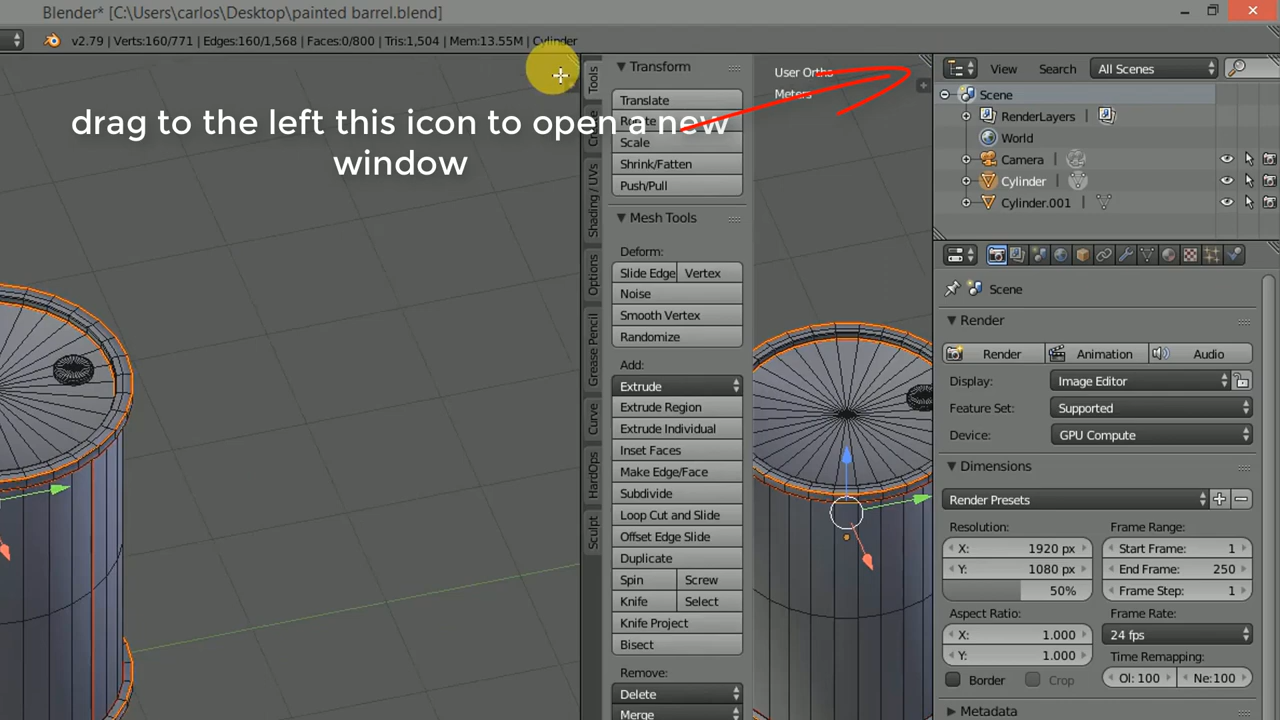 Blender* [C:\Users\carlos\Desktop\painted barrel.blend]
v2.79 | Verts:160/771 | Edges:160/1,568 | Faces:0/800 | Tris:1,504 | Mem:13.55M | Cylinder
drag to the left this icon to open a new
window
Tools
Shading / UVs
Options
Grease Pencil
Curve
HardOps
Sculpt
Transform
Translate
Rotate
Scale
Shrink/Fatten
Push/Pull
Mesh Tools
Deform:
Slide Edge Vertex
Noise
Smooth Vertex
Randomize
Add:
Extrude
Extrude Region
Extrude Individual
Inset Faces
Make Edge/Face
Subdivide
Loop Cut and Slide
Offset Edge Slide
Duplicate
Spin Screw
Knife Select
Knife Project
Bisect
Remove:
Delete
Merge
User Ortho
Meters
View Search All Scenes
Scene
RenderLayers
World
Camera
Cylinder
Cylinder.001
Scene
Render
Render Animation Audio
Display: Image Editor
Feature Set: Supported
Device: GPU Compute
Dimensions
Render Presets
Resolution: Frame Range:
X: 1920 px Start Frame: 1
Y: 1080 px End Frame: 250
50% Frame Step: 1
Aspect Ratio: Frame Rate:
X: 1.000 24 fps
Y: 1.000 Time Remapping:
Border Crop Ol: 100 Ne:100
Metadata